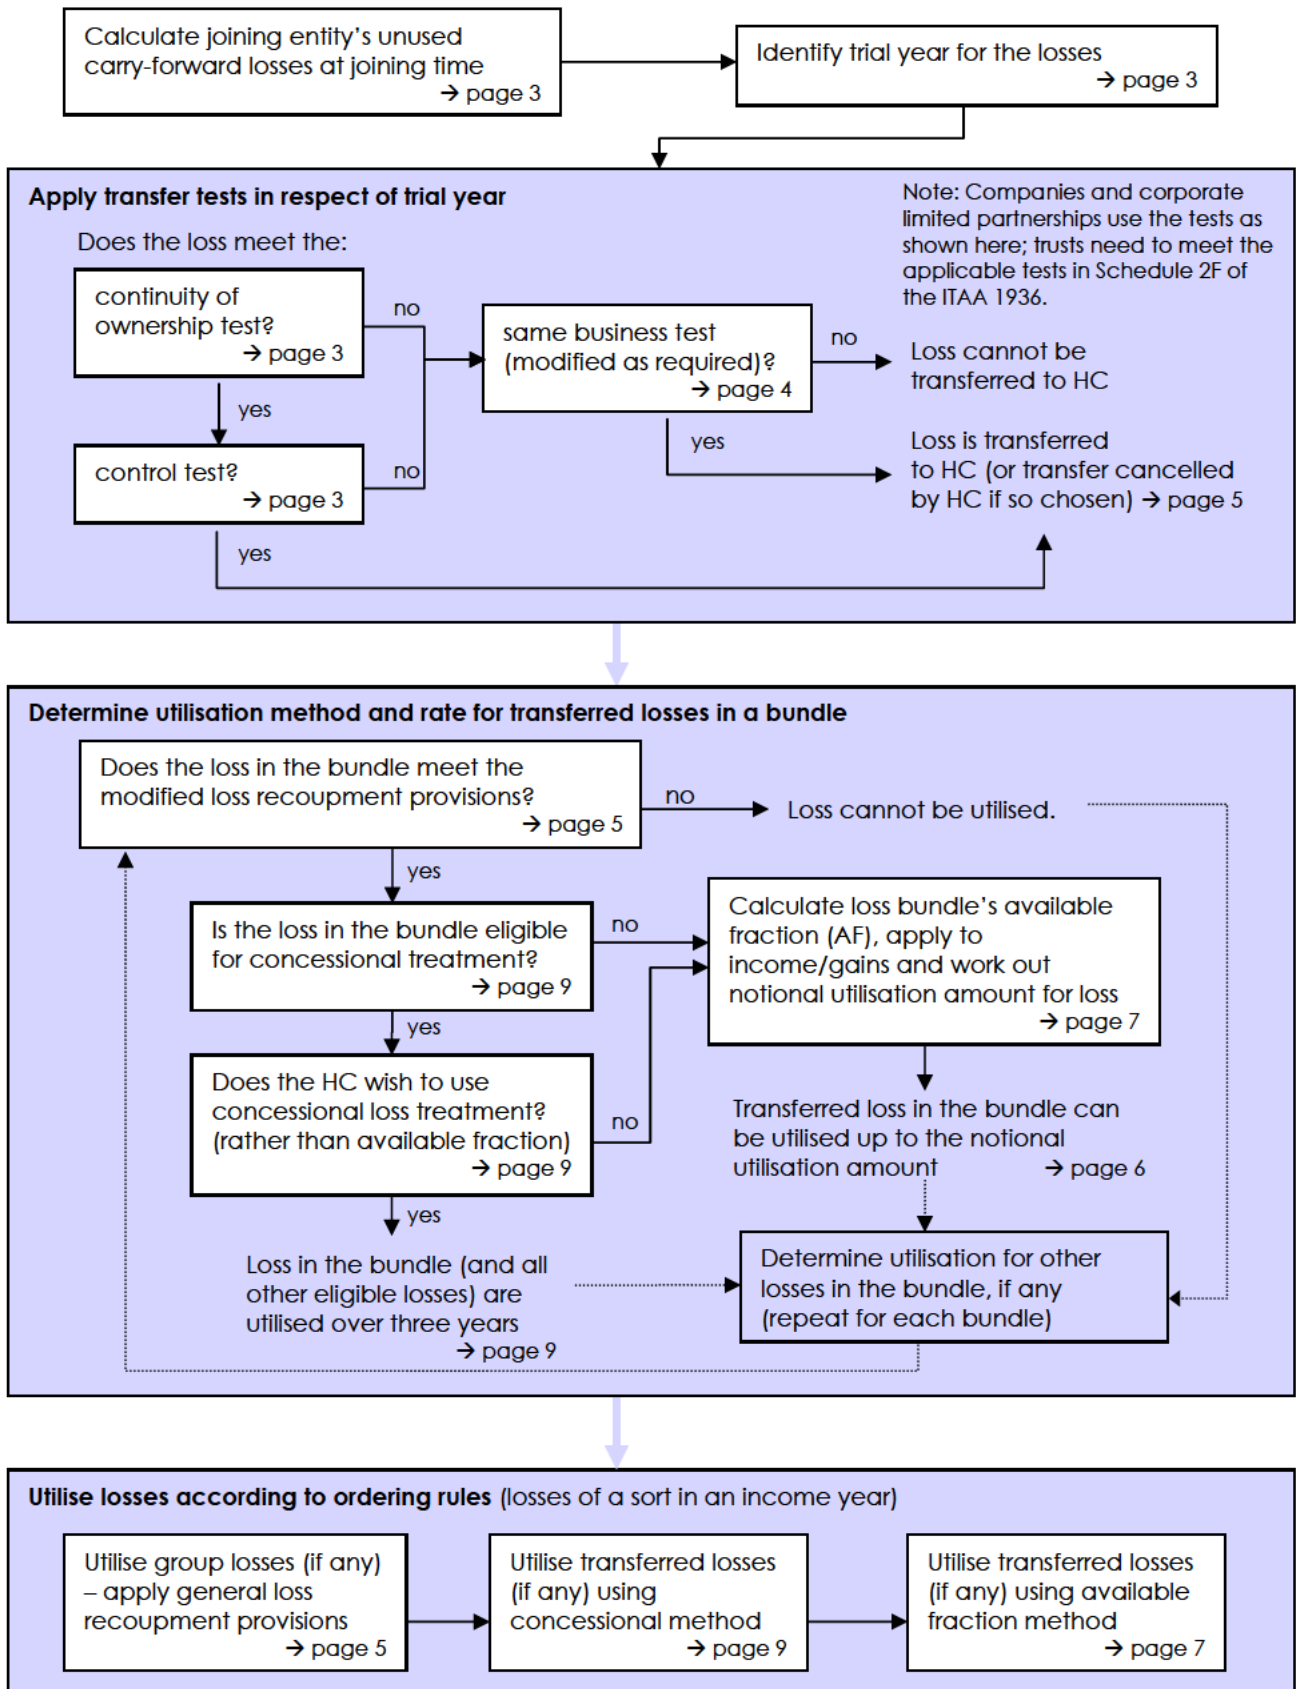 Calculate joining entity’s unused
carry-forward losses at joining time
→ page 3
Identify trial year for the losses
→ page 3
Apply transfer tests in respect of trial year
Note: Companies and corporate
limited partnerships use the tests as
shown here; trusts need to meet the
applicable tests in Schedule 2F of
the ITAA 1936.
Does the loss meet the:
continuity of
ownership test?
→ page 3
no
same business test
(modified as required)?
→ page 4
no
Loss cannot be
transferred to HC
yes
control test?
→ page 3
no
yes
Loss is transferred
to HC (or transfer cancelled
by HC if so chosen) → page 5
yes
Determine utilisation method and rate for transferred losses in a bundle
Does the loss in the bundle meet the
modified loss recoupment provisions?
→ page 5
no
Loss cannot be utilised.
yes
Is the loss in the bundle eligible
for concessional treatment?
→ page 9
no
Calculate loss bundle’s available
fraction (AF), apply to
income/gains and work out
notional utilisation amount for loss
→ page 7
yes
Does the HC wish to use
concessional loss treatment?
(rather than available fraction)
→ page 9
no
Transferred loss in the bundle can
be utilised up to the notional
utilisation amount → page 6
yes
Loss in the bundle (and all
other eligible losses) are
utilised over three years
→ page 9
Determine utilisation for other
losses in the bundle, if any
(repeat for each bundle)
Utilise losses according to ordering rules (losses of a sort in an income year)
Utilise group losses (if any)
– apply general loss
recoupment provisions
→ page 5
Utilise transferred losses
(if any) using
concessional method
→ page 9
Utilise transferred losses
(if any) using available
fraction method
→ page 7